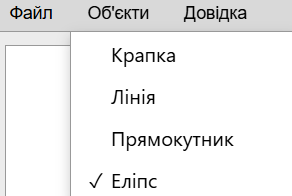 Файл Об'єкти Довідка
Крапка
Лінія
Прямокутник
✓ Еліпс